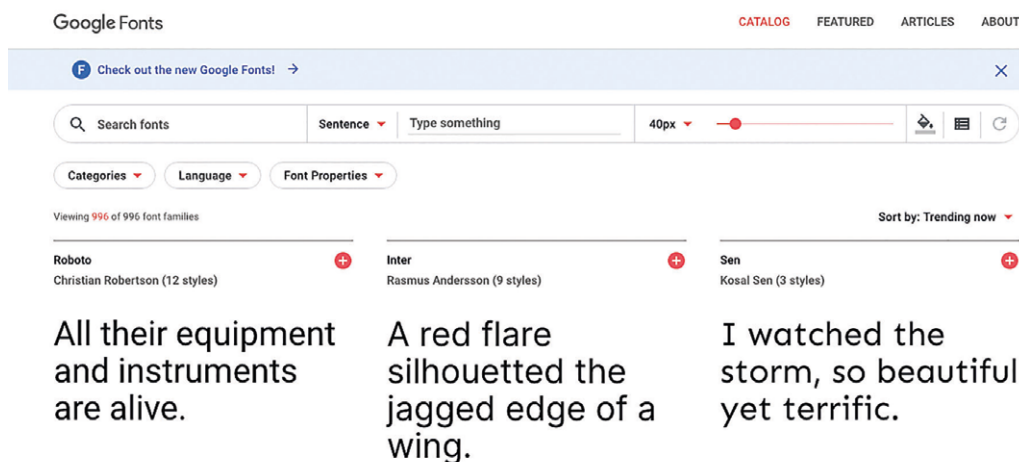 Google Fonts
CATALOG FEATURED ARTICLES ABOUT
F Check out the new Google Fonts! →
Search fonts Sentence Type something 40px
Categories Language Font Properties
Viewing 996 of 996 font families Sort by: Trending now
Roboto
Christian Robertson (12 styles)
All their equipment
and instruments
are alive.
Inter
Rasmus Andersson (9 styles)
A red flare
silhouetted the
jagged edge of a
wing.
Sen
Kosal Sen (3 styles)
I watched the
storm, so beautiful
yet terrific.